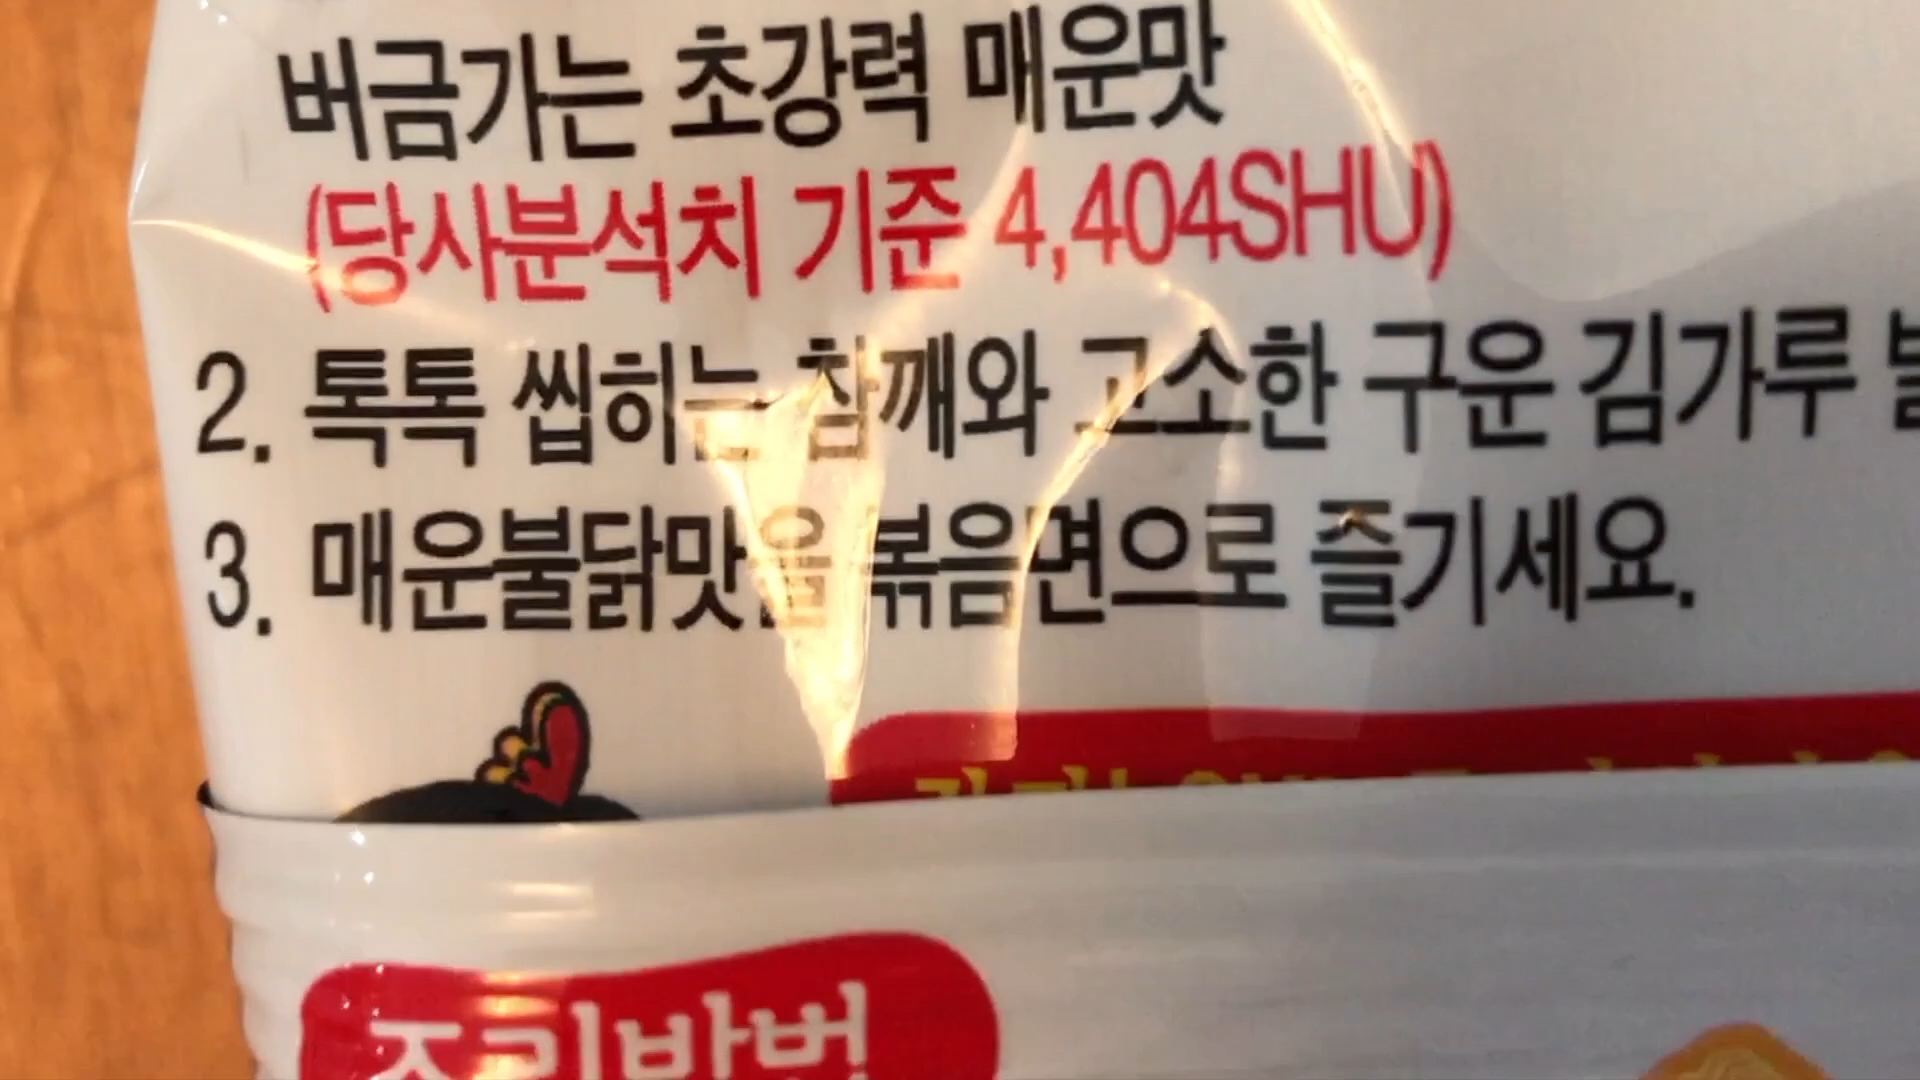 버금가는 초강력 매운맛
(당사분석치 기준 4,404SHU)
2. 톡톡 씹히는 참깨와 고소한 구운 김가루
3. 매운불닭맛을 볶음면으로 즐기세요.
조리방법